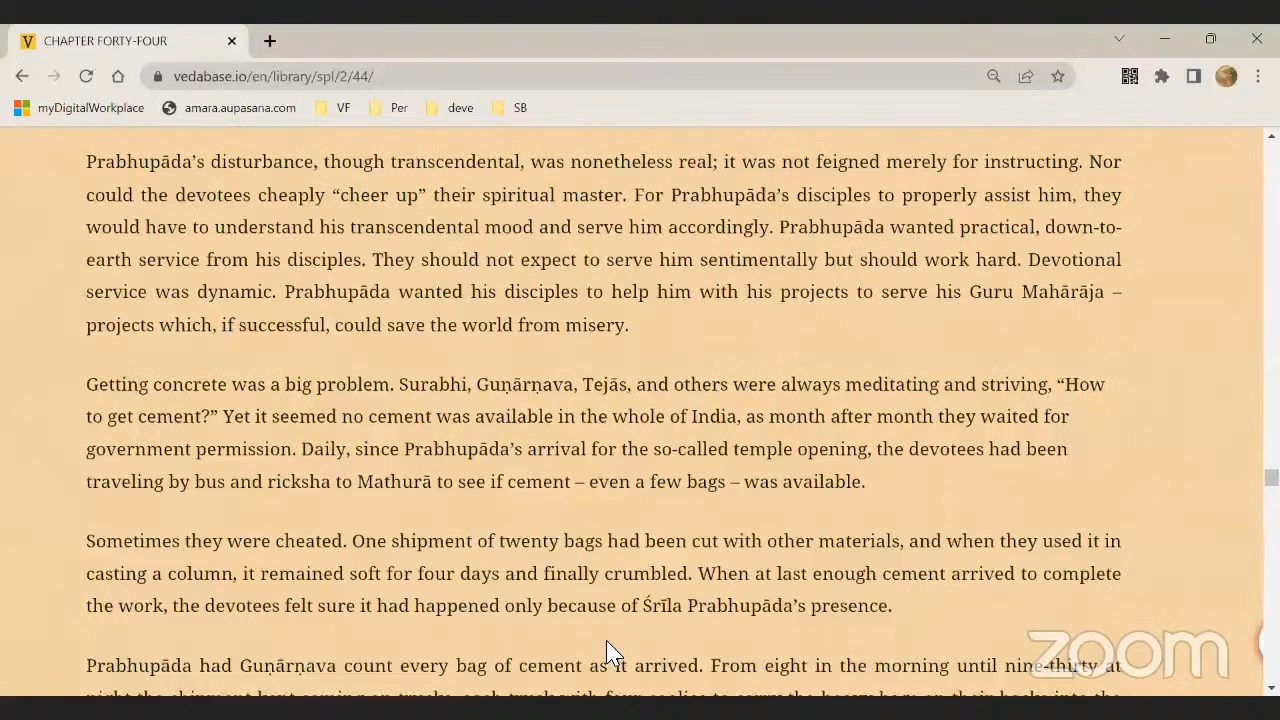 CHAPTER FORTY-FOUR
vedabase.io/en/library/spl/2/44/
myDigitalWorkplace amara.aupasana.com VF Per deve SB
Prabhupāda’s disturbance, though transcendental, was nonetheless real; it was not feigned merely for instructing. Nor
could the devotees cheaply “cheer up” their spiritual master. For Prabhupāda’s disciples to properly assist him, they
would have to understand his transcendental mood and serve him accordingly. Prabhupāda wanted practical, down-to-
earth service from his disciples. They should not expect to serve him sentimentally but should work hard. Devotional
service was dynamic. Prabhupāda wanted his disciples to help him with his projects to serve his Guru Mahārāja –
projects which, if successful, could save the world from misery.
Getting concrete was a big problem. Surabhi, Guṇārṇava, Tejās, and others were always meditating and striving, “How
to get cement?” Yet it seemed no cement was available in the whole of India, as month after month they waited for
government permission. Daily, since Prabhupāda’s arrival for the so-called temple opening, the devotees had been
traveling by bus and ricksha to Mathurā to see if cement – even a few bags – was available.
Sometimes they were cheated. One shipment of twenty bags had been cut with other materials, and when they used it in
casting a column, it remained soft for four days and finally crumbled. When at last enough cement arrived to complete
the work, the devotees felt sure it had happened only because of Śrīla Prabhupāda’s presence.
Prabhupāda had Guṇārṇava count every bag of cement as it arrived. From eight in the morning until nine-thirty at
zoom